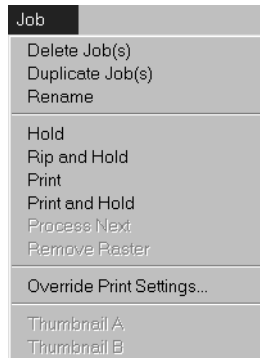 Job
Delete Job(s)
Duplicate Job(s)
Rename
Hold
Rip and Hold
Print
Print and Hold
Process Next
Remove Raster
Override Print Settings...
Thumbnail A
Thumbnail B